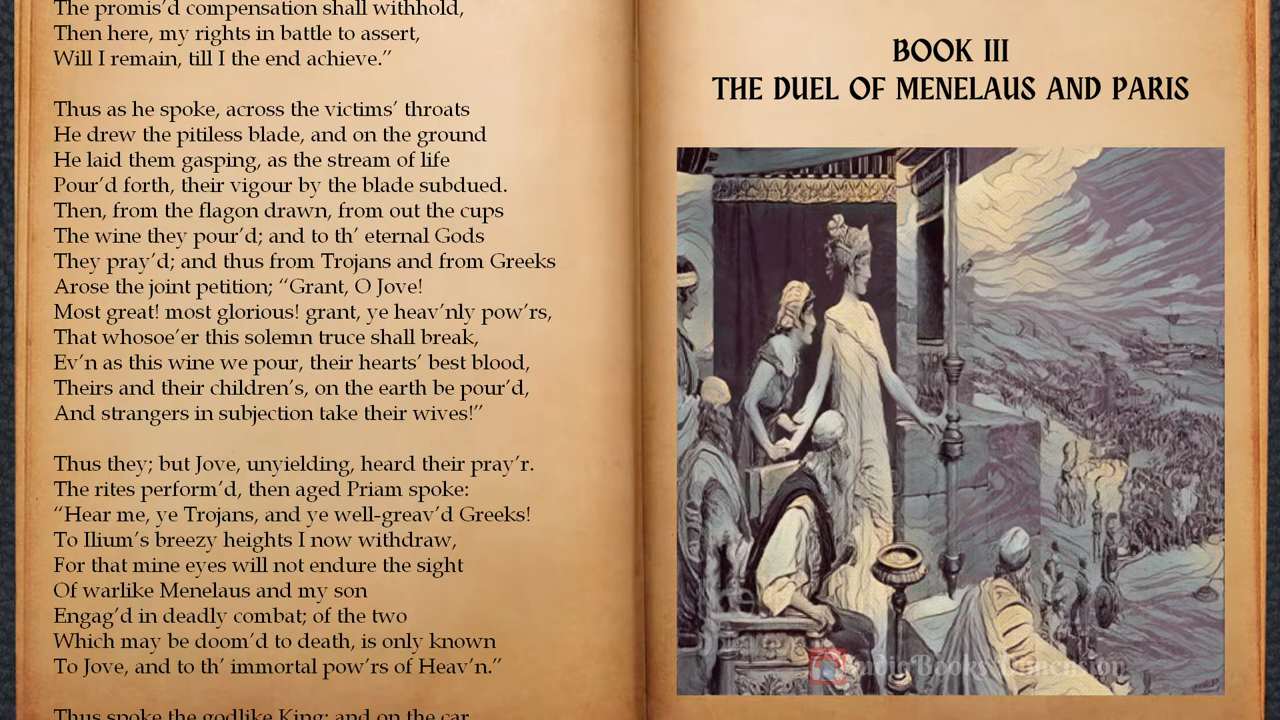 The promis’d compensation shall withhold,
Then here, my rights in battle to assert,
Will I remain, till I the end achieve.”
Thus as he spoke, across the victims’ throats
He drew the pitiless blade, and on the ground
He laid them gasping, as the stream of life
Pour’d forth, their vigour by the blade subdued.
Then, from the flagon drawn, from out the cups
The wine they pour’d; and to th’ eternal Gods
They pray’d; and thus from Trojans and from Greeks
Arose the joint petition; “Grant, O Jove!
Most great! most glorious! grant, ye heav’nly pow’rs,
That whosoe’er this solemn truce shall break,
Ev’n as this wine we pour, their hearts’ best blood,
Theirs and their children’s, on the earth be pour’d,
And strangers in subjection take their wives!”
Thus they; but Jove, unyielding, heard their pray’r.
The rites perform’d, then aged Priam spoke:
“Hear me, ye Trojans, and ye well-greav’d Greeks!
To Ilium’s breezy heights I now withdraw,
For that mine eyes will not endure the sight
Of warlike Menelaus and my son
Engag’d in deadly combat; of the two
Which may be doom’d to death, is only known
To Jove, and to th’ immortal pow’rs of Heav’n.”
Thus spoke the godlike King; and on the car
BOOK III
THE DUEL OF MENELAUS AND PARIS
AudioBooks Dimension